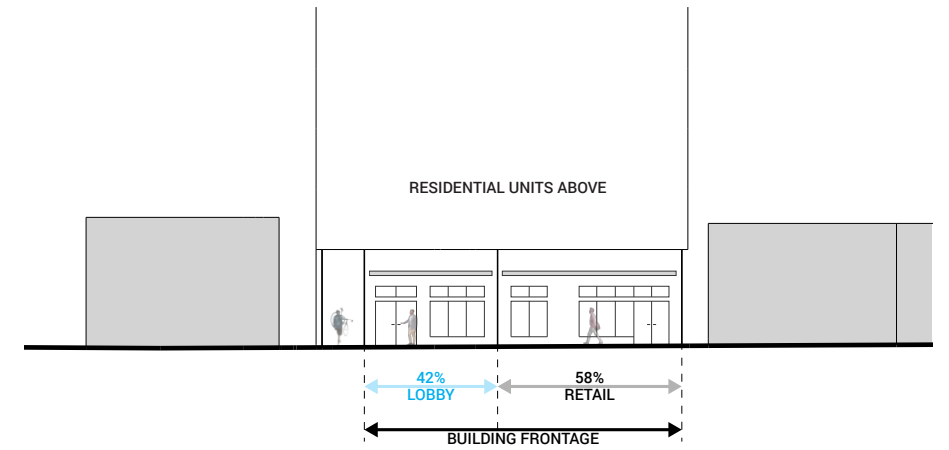 RESIDENTIAL UNITS ABOVE
42%
LOBBY
58%
RETAIL
BUILDING FRONTAGE